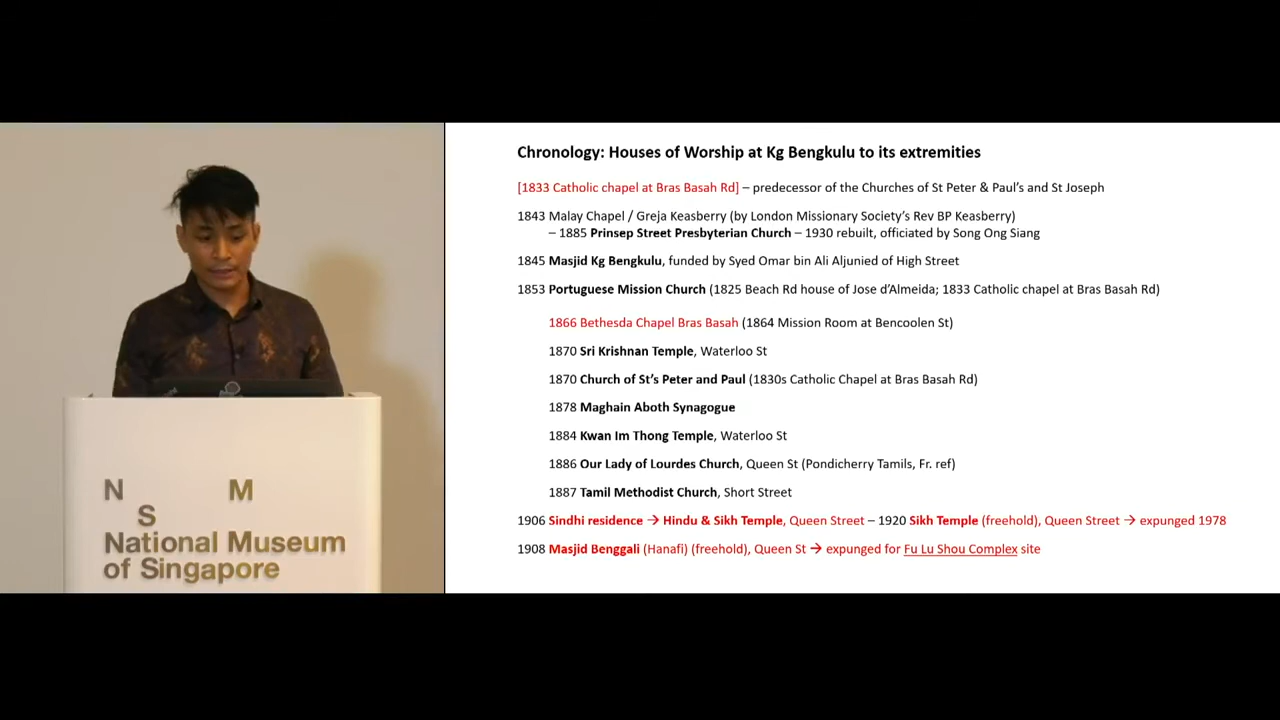 Chronology: Houses of Worship at Kg Bengkulu to its extremities
[1833 Catholic chapel at Bras Basah Rd] – predecessor of the Churches of St Peter & Paul’s and St Joseph
1843 Malay Chapel / Greja Keasberry (by London Missionary Society’s Rev BP Keasberry)
– 1885 Prinsep Street Presbyterian Church – 1930 rebuilt, officiated by Song Ong Siang
1845 Masjid Kg Bengkulu, funded by Syed Omar bin Ali Aljunied of High Street
1853 Portuguese Mission Church (1825 Beach Rd house of Jose d’Almeida; 1833 Catholic chapel at Bras Basah Rd)
1866 Bethesda Chapel Bras Basah (1864 Mission Room at Bencoolen St)
1870 Sri Krishnan Temple, Waterloo St
1870 Church of St’s Peter and Paul (1830s Catholic Chapel at Bras Basah Rd)
1878 Maghain Aboth Synagogue
1884 Kwan Im Thong Temple, Waterloo St
1886 Our Lady of Lourdes Church, Queen St (Pondicherry Tamils, Fr. ref)
1887 Tamil Methodist Church, Short Street
1906 Sindhi residence → Hindu & Sikh Temple, Queen Street – 1920 Sikh Temple (freehold), Queen Street → expunged 1978
1908 Masjid Benggali (Hanafi) (freehold), Queen St → expunged for Fu Lu Shou Complex site
N M
S
National Museum
of Singapore